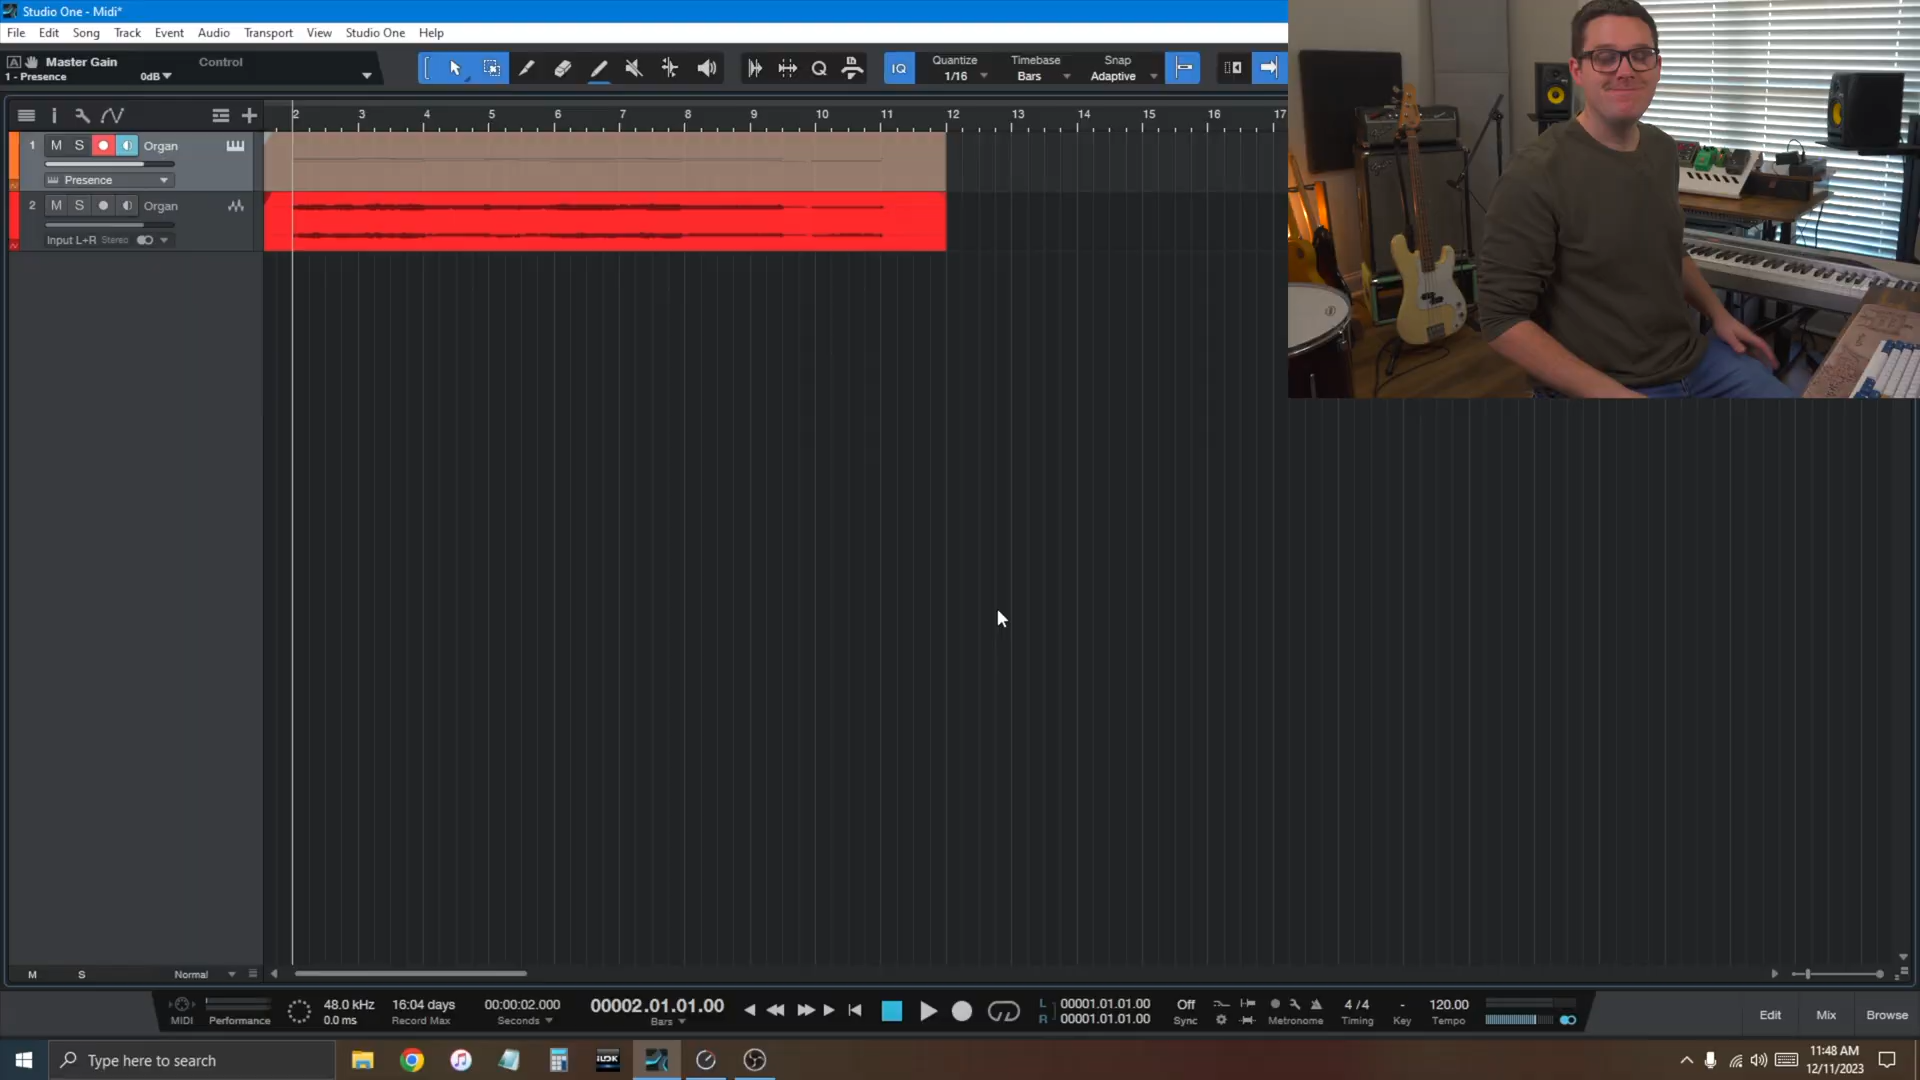 Studio One - Midi*
File Edit Song Track Event Audio Transport View Studio One Help
Master Gain Control
1 - Presence 0dB
IQ Quantize Timebase Snap
1/16 Bars Adaptive
2 3 4 5 6 7 8 9 10 11 12 13 14 15 16 17
1 M S Organ
Presence
2 M S Organ
Input L+R Stereo
M S Normal
MIDI Performance
48.0 kHz
0.0 ms
16:04 days
Record Max
00:00:02.000
Seconds
00002.01.01.00
Bars
L 00001.01.01.00
R 00001.01.01.00
Off
Sync
Metronome
4 / 4
Timing
-
Key
120.00
Tempo
Edit Mix Browse
Type here to search
11:48 AM
12/11/2023